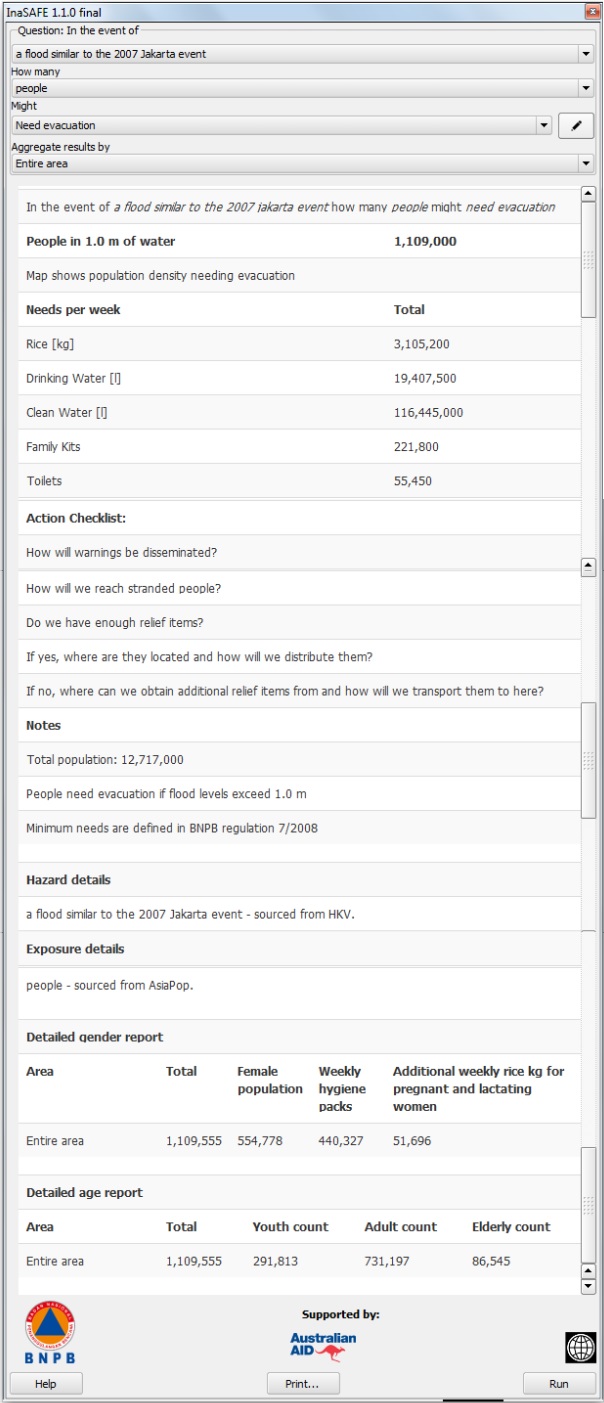 InaSAFE 1.1.0 final
Question: In the event of
a flood similar to the 2007 Jakarta event
How many
people
Might
Need evacuation
Aggregate results by
Entire area
In the event of a flood similar to the 2007 Jakarta event how many people might need evacuation
People in 1.0 m of water 1,109,000
Map shows population density needing evacuation
Needs per week Total
Rice [kg] 3,105,200
Drinking Water [l] 19,407,500
Clean Water [l] 116,445,000
Family Kits 221,800
Toilets 55,450
Action Checklist:
How will warnings be disseminated?
How will we reach stranded people?
Do we have enough relief items?
If yes, where are they located and how will we distribute them?
If no, where can we obtain additional relief items from and how will we transport them to here?
Notes
Total population: 12,717,000
People need evacuation if flood levels exceed 1.0 m
Minimum needs are defined in BNPB regulation 7/2008
Hazard details
a flood similar to the 2007 Jakarta event - sourced from HKV.
Exposure details
people - sourced from AsiaPop.
Detailed gender report
Area Total Female Weekly Additional weekly rice kg for
population hygiene pregnant and lactating
packs women
Entire area 1,109,555 554,778 440,327 51,696
Detailed age report
Area Total Youth count Adult count Elderly count
Entire area 1,109,555 291,813 731,197 86,545
Supported by:
Australian
AID
BNPB
Help Print... Run